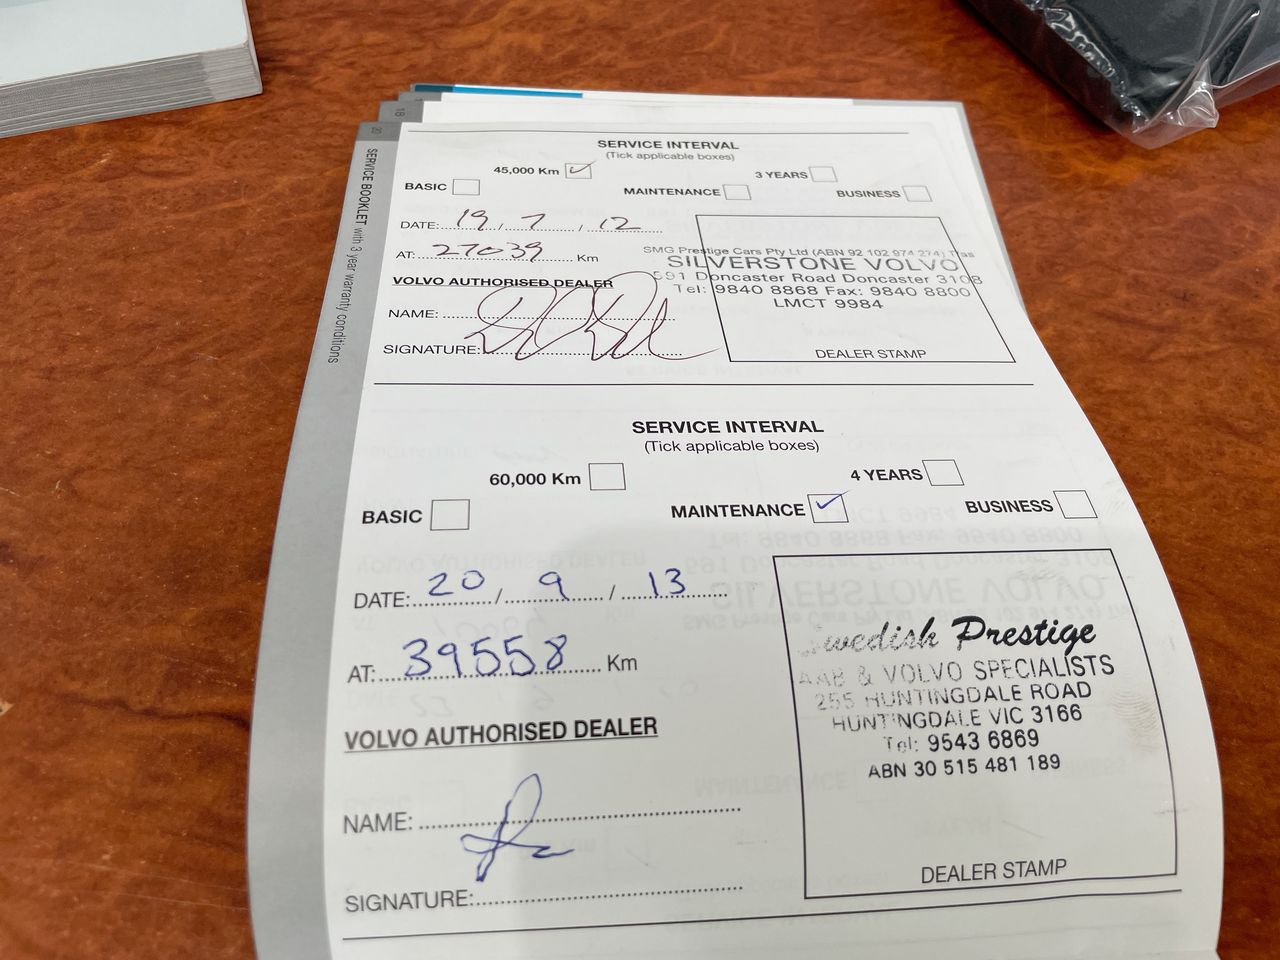 18
20
SERVICE BOOKLET with 3 year warranty conditions
SERVICE INTERVAL
(Tick applicable boxes)
45,000 Km ✓ 3 YEARS
BASIC MAINTENANCE BUSINESS
DATE: 19 / 7 / 12
AT: 27039 Km
VOLVO AUTHORISED DEALER
NAME:
SIGNATURE:
SMG Prestige Cars Pty Ltd (ABN 92 102 974 274) T/as
SILVERSTONE VOLVO
591 Doncaster Road Doncaster 3108
Tel: 9840 8868 Fax: 9840 8800
LMCT 9984
DEALER STAMP
SERVICE INTERVAL
(Tick applicable boxes)
60,000 Km 4 YEARS
BASIC MAINTENANCE ✓ BUSINESS
DATE: 20 / 9 / 13
AT: 39558 Km
VOLVO AUTHORISED DEALER
NAME:
SIGNATURE:
Swedish Prestige
& VOLVO SPECIALISTS
255 HUNTINGDALE ROAD
HUNTINGDALE VIC 3166
Tel: 9543 6869
ABN 30 515 481 189
DEALER STAMP